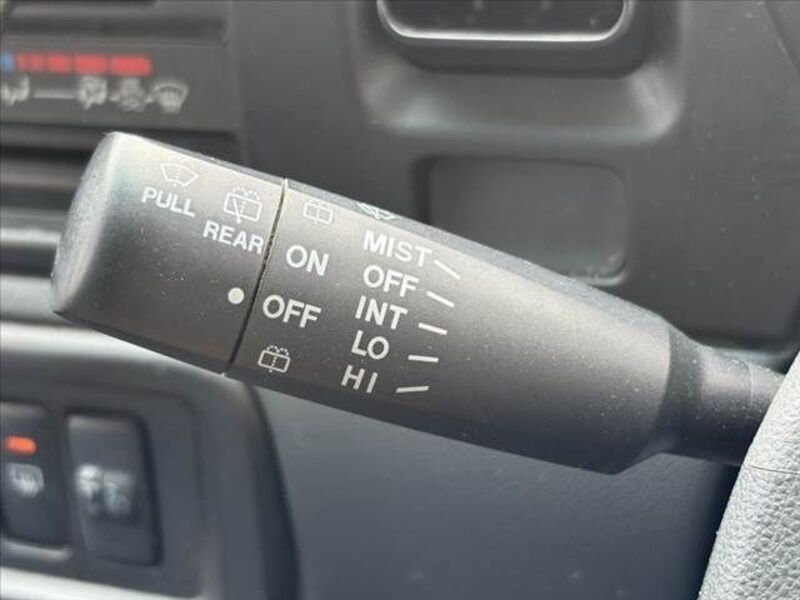 PULL
REAR
ON
OFF
MIST
OFF
INT
LO
HI